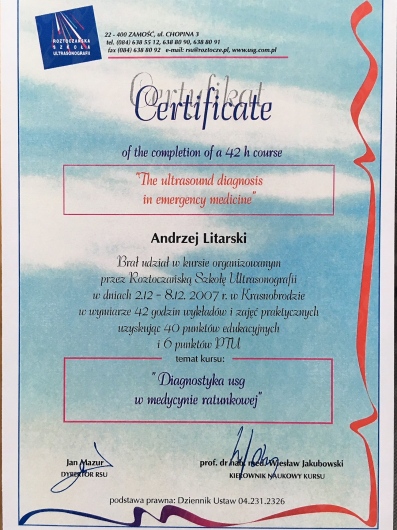 ROZTOCZAŃSKA
SZKOŁA
ULTRASONOGRAFII
22 - 400 ZAMOŚĆ, ul. CHOPINA 3
tel. (084) 638 55 12, 638 80 90, 638 80 91
fax (084) 638 80 92 e-mail: rsu@roztocze.pl, www.usg.com.pl
Certyfikat
Certificate
of the completion of a 42 h course
"The ultrasound diagnosis
in emergency medicine"
Andrzej Litarski
Brał udział w kursie organizowanym
przez Roztoczańską Szkołę Ultrasonografii
w dniach 2.12 - 8.12. 2007 r. w Krasnobrodzie
w wymiarze 42 godzin wykładów i zajęć praktycznych
uzyskując 40 punktów edukacyjnych
i 6 punktów PTU
temat kursu:
"Diagnostyka usg
w medycynie ratunkowej"
Jan Mazur
DYREKTOR RSU
prof. dr hab. med. Wiesław Jakubowski
KIEROWNIK NAUKOWY KURSU
podstawa prawna: Dziennik Ustaw 04.231.2326